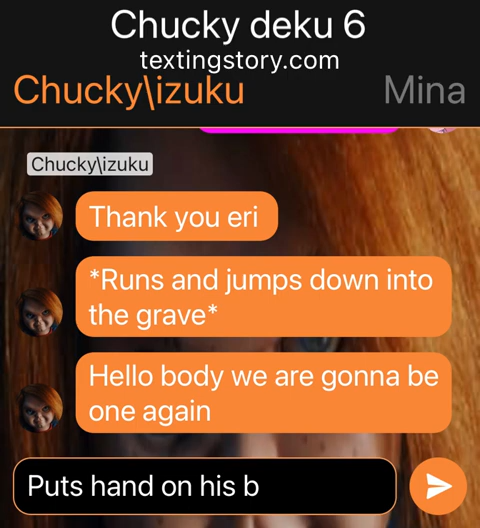 Chucky deku 6
textingstory.com
Chucky\izuku Mina
Chucky\izuku
Thank you eri
*Runs and jumps down into
the grave*
Hello body we are gonna be
one again
Puts hand on his b